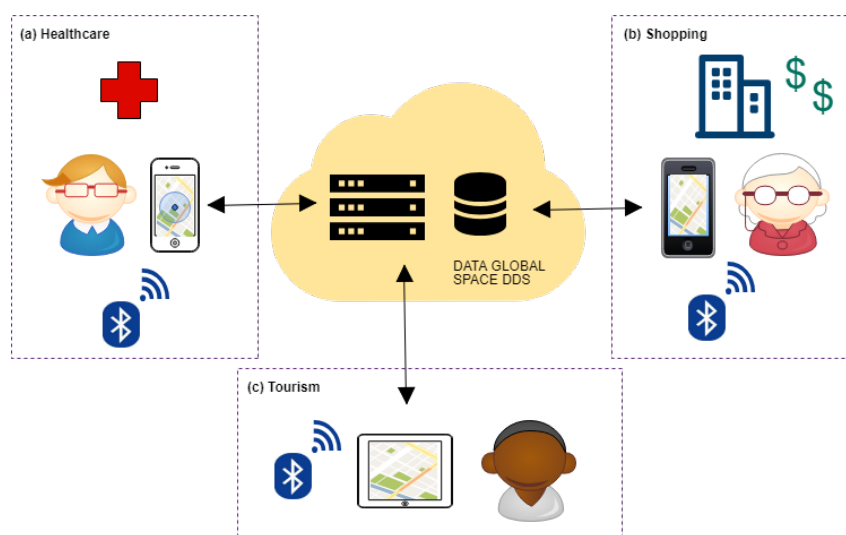 (a) Healthcare
(b) Shopping
$
$
DATA GLOBAL
SPACE DDS
(c) Tourism